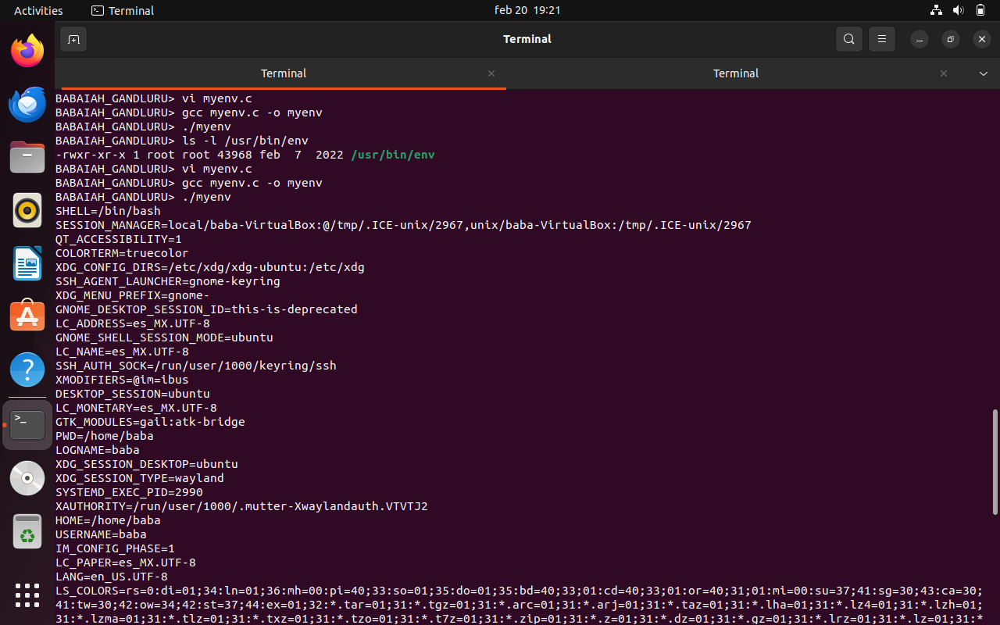 Activities
Terminal
feb 20 19:21
Terminal
Terminal
Terminal
BABAIAH_GANDLURU> vi myenv.c
BABAIAH_GANDLURU> gcc myenv.c -o myenv
BABAIAH_GANDLURU> ./myenv
BABAIAH_GANDLURU> ls -l /usr/bin/env
-rwxr-xr-x 1 root root 43968 feb  7  2022 /usr/bin/env
BABAIAH_GANDLURU> vi myenv.c
BABAIAH_GANDLURU> gcc myenv.c -o myenv
BABAIAH_GANDLURU> ./myenv
SHELL=/bin/bash
SESSION_MANAGER=local/baba-VirtualBox:@/tmp/.ICE-unix/2967,unix/baba-VirtualBox:/tmp/.ICE-unix/2967
QT_ACCESSIBILITY=1
COLORTERM=truecolor
XDG_CONFIG_DIRS=/etc/xdg/xdg-ubuntu:/etc/xdg
SSH_AGENT_LAUNCHER=gnome-keyring
XDG_MENU_PREFIX=gnome-
GNOME_DESKTOP_SESSION_ID=this-is-deprecated
LC_ADDRESS=es_MX.UTF-8
GNOME_SHELL_SESSION_MODE=ubuntu
LC_NAME=es_MX.UTF-8
SSH_AUTH_SOCK=/run/user/1000/keyring/ssh
XMODIFIERS=@im=ibus
DESKTOP_SESSION=ubuntu
LC_MONETARY=es_MX.UTF-8
GTK_MODULES=gail:atk-bridge
PWD=/home/baba
LOGNAME=baba
XDG_SESSION_DESKTOP=ubuntu
XDG_SESSION_TYPE=wayland
SYSTEMD_EXEC_PID=2990
XAUTHORITY=/run/user/1000/.mutter-Xwaylandauth.VTVTJ2
HOME=/home/baba
USERNAME=baba
IM_CONFIG_PHASE=1
LC_PAPER=es_MX.UTF-8
LANG=en_US.UTF-8
LS_COLORS=rs=0:di=01;34:ln=01;36:mh=00:pi=40;33:so=01;35:do=01;35:bd=40;33;01:cd=40;33;01:or=40;31;01:mi=00:su=37;41:sg=30;43:ca=30;
41:tw=30;42:ow=34;42:st=37;44:ex=01;32:*.tar=01;31:*.tgz=01;31:*.arc=01;31:*.arj=01;31:*.taz=01;31:*.lha=01;31:*.lz4=01;31:*.lzh=01;
31:*.lzma=01;31:*.tlz=01;31:*.txz=01;31:*.tzo=01;31:*.t7z=01;31:*.zip=01;31:*.z=01;31:*.dz=01;31:*.gz=01;31:*.lrz=01;31:*.lz=01;31:*